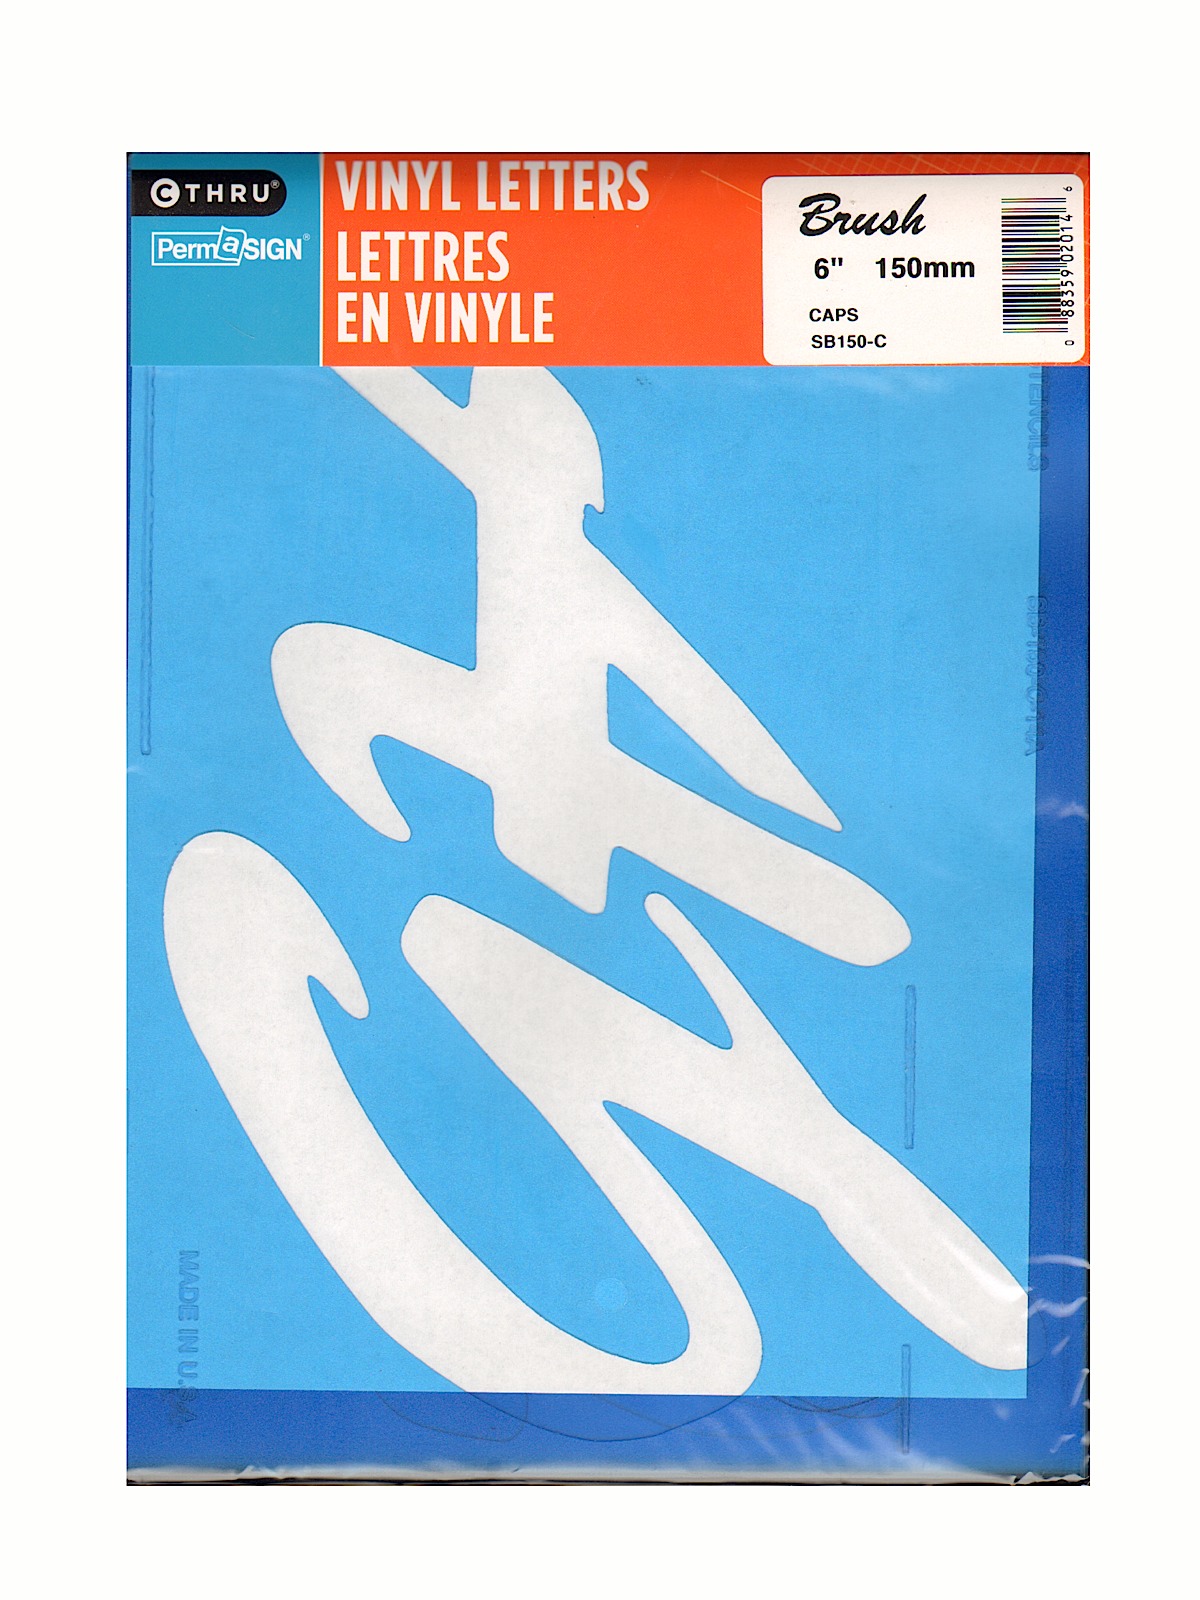 C THRU®
PermaSIGN®
VINYL LETTERS
LETTRES
EN VINYLE
Brush
6" 150mm
CAPS
SB150-C
0 88359 02014 6
MADE IN U.S.A.